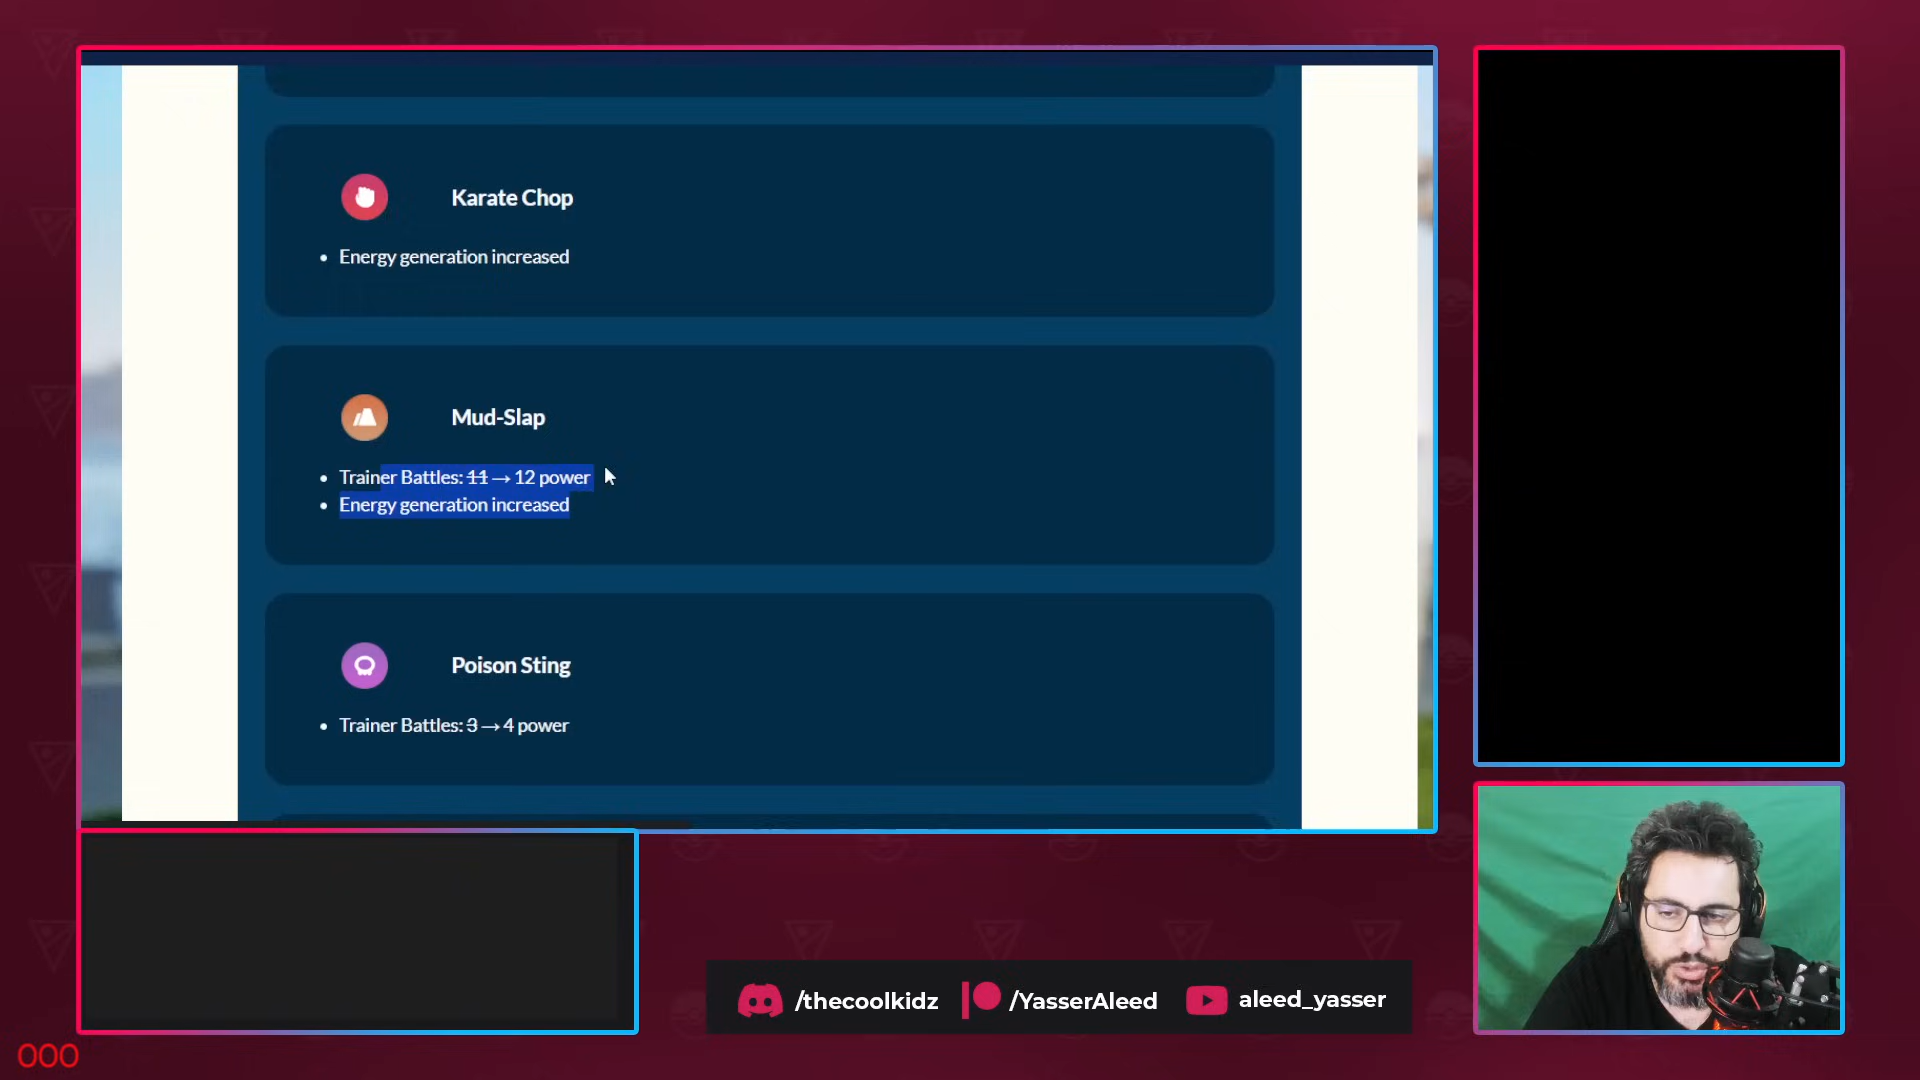 Karate Chop
• Energy generation increased
Mud-Slap
• Trainer Battles: 11 → 12 power
• Energy generation increased
Poison Sting
• Trainer Battles: 3 → 4 power
/thecoolkidz /YasserAleed aleed_yasser
000